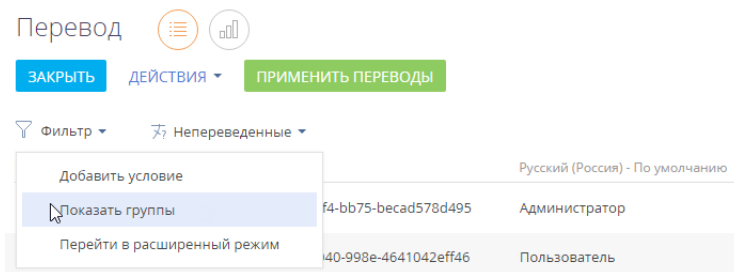 Перевод
ЗАКРЫТЬ ДЕЙСТВИЯ ПРИМЕНИТЬ ПЕРЕВОДЫ
Фильтр Непереведенные
Добавить условие
Русский (Россия) - По умолчанию
Показать группы
f4-bb75-becad578d495 Администратор
Перейти в расширенный режим
040-998e-4641042eff46 Пользователь